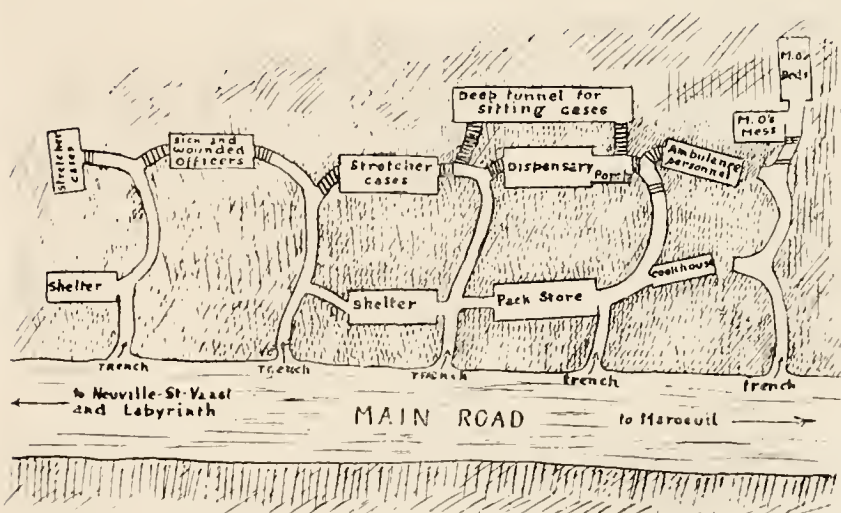 M.O's
Beds
Deep tunnel for
sitting cases
M.O's
Mess
Stretcher
cases
Sick and
wounded
Officers
Stretcher
cases
Dispensary
Ambulance
personnel
Shelter
Shelter
Pack Store
Cookhouse
Trench
Trench
Trench
trench
trench
to Neuville-St-Vaast
and Labyrinth
MAIN ROAD
to Maroeuil